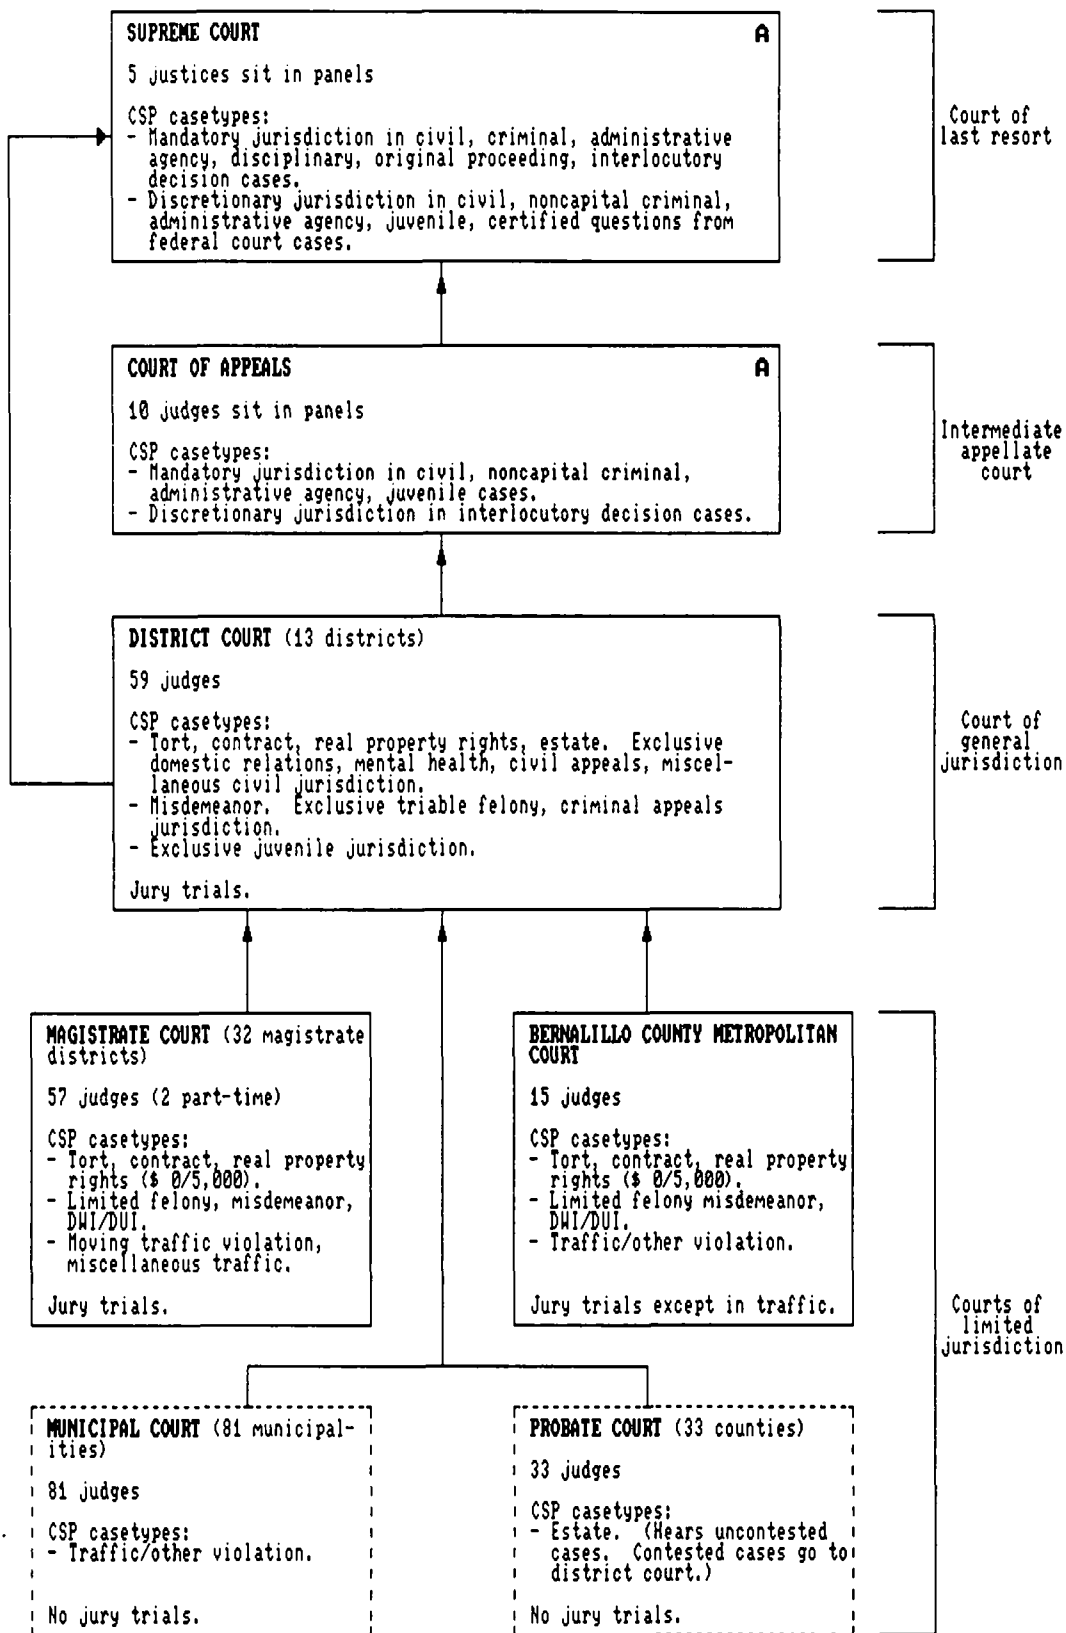 SUPREME COURT A
5 justices sit in panels
CSP casetypes:
- Mandatory jurisdiction in civil, criminal, administrative
agency, disciplinary, original proceeding, interlocutory
decision cases.
- Discretionary jurisdiction in civil, noncapital criminal,
administrative agency, juvenile, certified questions from
federal court cases.
Court of
last resort
COURT OF APPEALS A
10 judges sit in panels
CSP casetypes:
- Mandatory jurisdiction in civil, noncapital criminal,
administrative agency, juvenile cases.
- Discretionary jurisdiction in interlocutory decision cases.
Intermediate
appellate
court
DISTRICT COURT (13 districts)
59 judges
CSP casetypes:
- Tort, contract, real property rights, estate. Exclusive
domestic relations, mental health, civil appeals, miscel-
laneous civil jurisdiction.
- Misdemeanor. Exclusive triable felony, criminal appeals
jurisdiction.
- Exclusive juvenile jurisdiction.
Jury trials.
Court of
general
jurisdiction
MAGISTRATE COURT (32 magistrate
districts)
57 judges (2 part-time)
CSP casetypes:
- Tort, contract, real property
rights ($ 0/5,000).
- Limited felony, misdemeanor,
DWI/DUI.
- Moving traffic violation,
miscellaneous traffic.
Jury trials.
BERNALILLO COUNTY METROPOLITAN
COURT
15 judges
CSP casetypes:
- Tort, contract, real property
rights ($ 0/5,000).
- Limited felony misdemeanor,
DWI/DUI.
- Traffic/other violation.
Jury trials except in traffic.
Courts of
limited
jurisdiction
MUNICIPAL COURT (81 municipal-
ities)
81 judges
CSP casetypes:
- Traffic/other violation.
No jury trials.
PROBATE COURT (33 counties)
33 judges
CSP casetypes:
- Estate. (Hears uncontested
cases. Contested cases go to
district court.)
No jury trials.